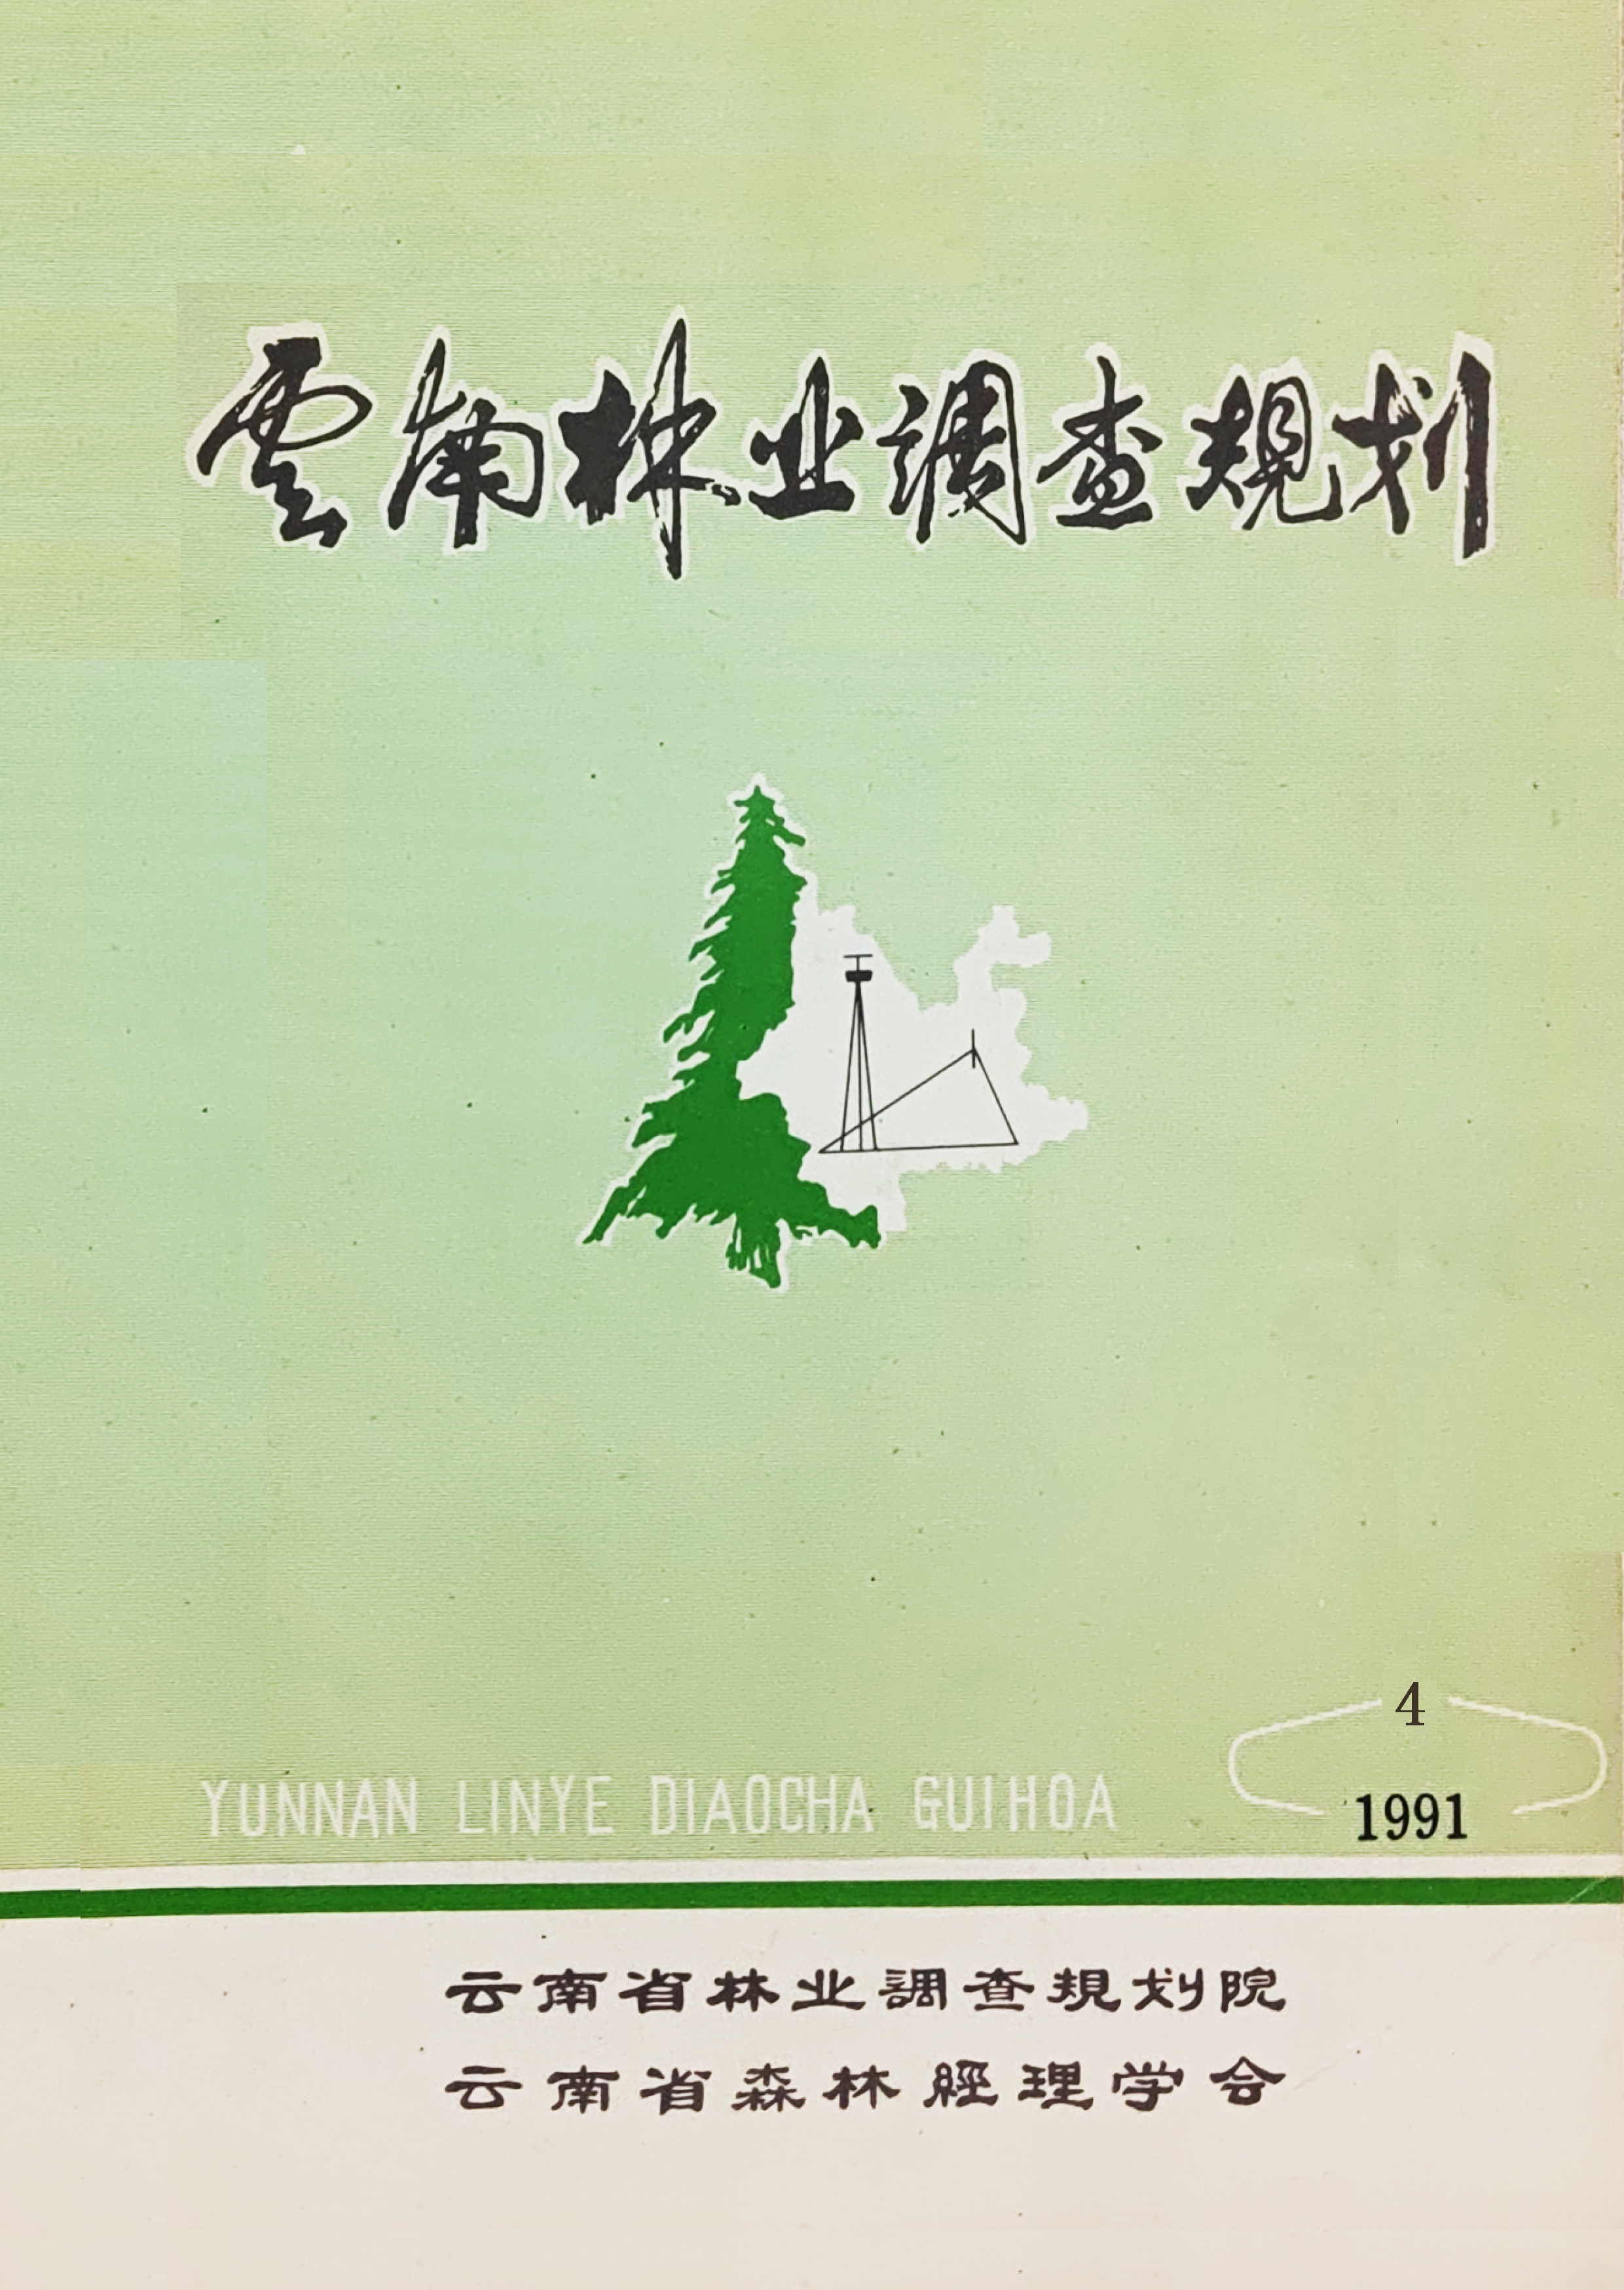 雲南林业調查規划
4
YUNNAN LINYE DIAOCHA GUIHOA
1991
云南省林业調查規划院
云南省森林經理学会